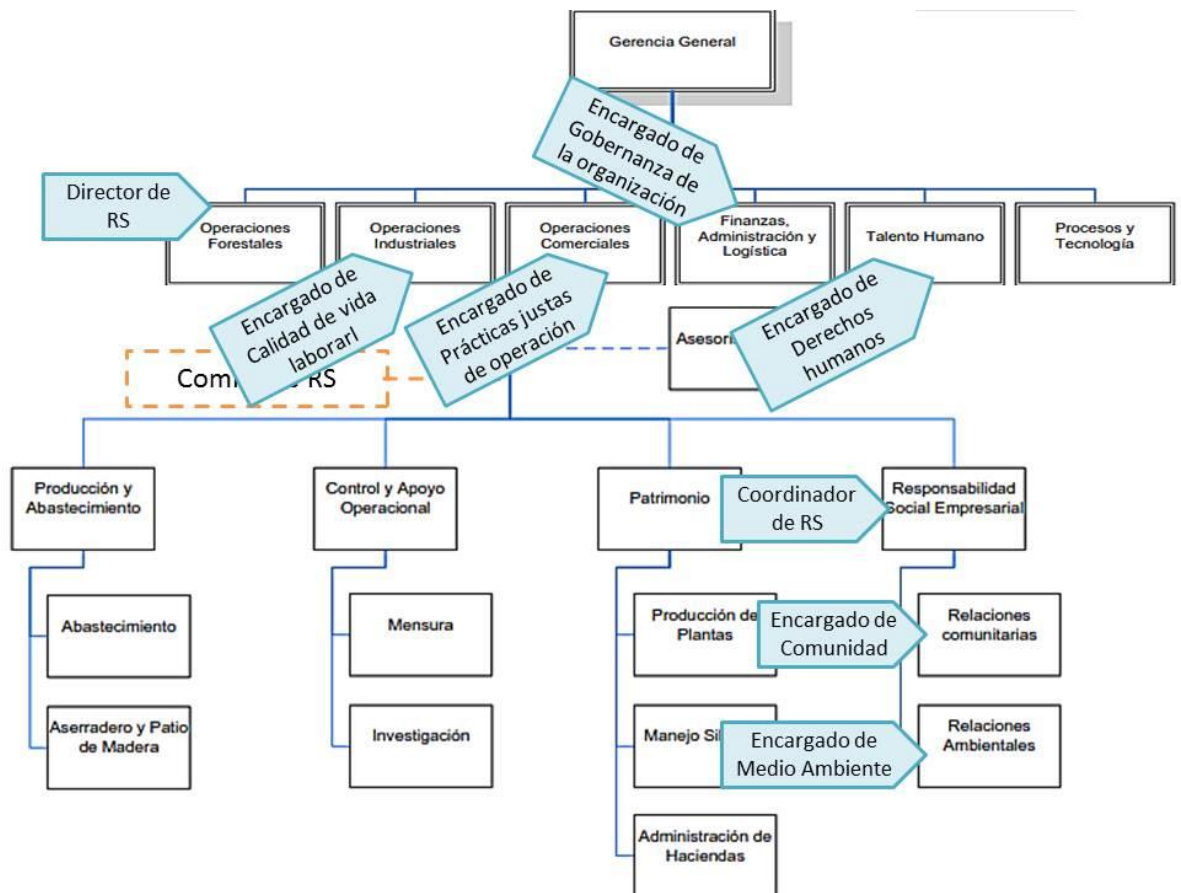 Gerencia General
Encargado de
Gobernanza de
la organización
Director de
RS
Operaciones
Forestales
Operaciones
Industriales
Operaciones
Comerciales
Finanzas,
Administración y
Logística
Talento Humano
Procesos y
Tecnología
Encargado de
Calidad de vida
laborarl
Encargado de
Prácticas justas
de operación
Encargado de
Derechos
humanos
RS
Producción y
Abastecimiento
Control y Apoyo
Operacional
Patrimonio
Coordinador
de RS
Responsabilidad
Social Empresarial
Abastecimiento
Mensura
Producción de
Plantas
Encargado de
Comunidad
Relaciones
comunitarias
Aserradero y Patio
de Madera
Investigación
Manejo
Encargado de
Medio Ambiente
Relaciones
Ambientales
Administración de
Haciendas